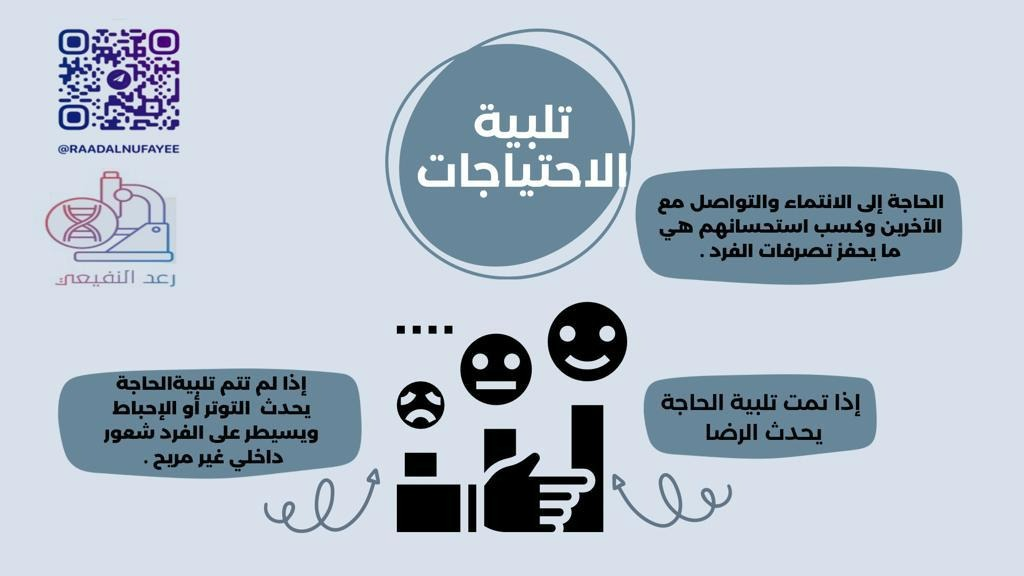 @RAADALNUFAYEE
رعد النفيعي
تلبية
الاحتياجات
الحاجة إلى الانتماء والتواصل مع
الآخرين وكسب استحسانهم هي
ما يحفز تصرفات الفرد .
إذا تمت تلبية الحاجة
يحدث الرضا
إذا لم تتم تلبيةالحاجة
يحدث التوتر أو الإحباط
ويسيطر على الفرد شعور
داخلي غير مريح .